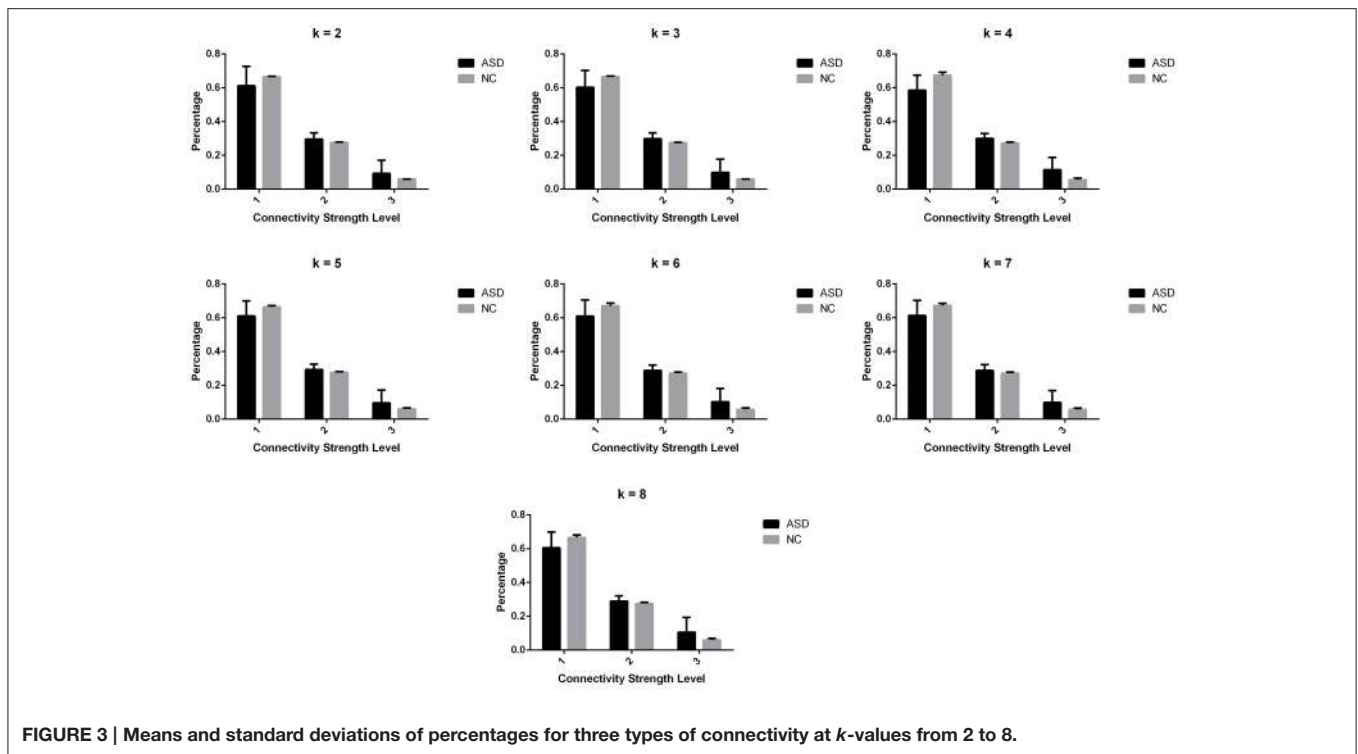 k = 2
ASD
NC
Percentage
0.8
0.6
0.4
0.2
0.0
1
2
3
Connectivity Strength Level
k = 3
ASD
NC
Percentage
0.8
0.6
0.4
0.2
0.0
1
2
3
Connectivity Strength Level
k = 4
ASD
NC
Percentage
0.8
0.6
0.4
0.2
0.0
1
2
3
Connectivity Strength Level
k = 5
ASD
NC
Percentage
0.8
0.6
0.4
0.2
0.0
1
2
3
Connectivity Strength Level
k = 6
ASD
NC
Percentage
0.8
0.6
0.4
0.2
0.0
1
2
3
Connectivity Strength Level
k = 7
ASD
NC
Percentage
0.8
0.6
0.4
0.2
0.0
1
2
3
Connectivity Strength Level
k = 8
ASD
NC
Percentage
0.8
0.6
0.4
0.2
0.0
1
2
3
Connectivity Strength Level
FIGURE 3 | Means and standard deviations of percentages for three types of connectivity at k-values from 2 to 8.